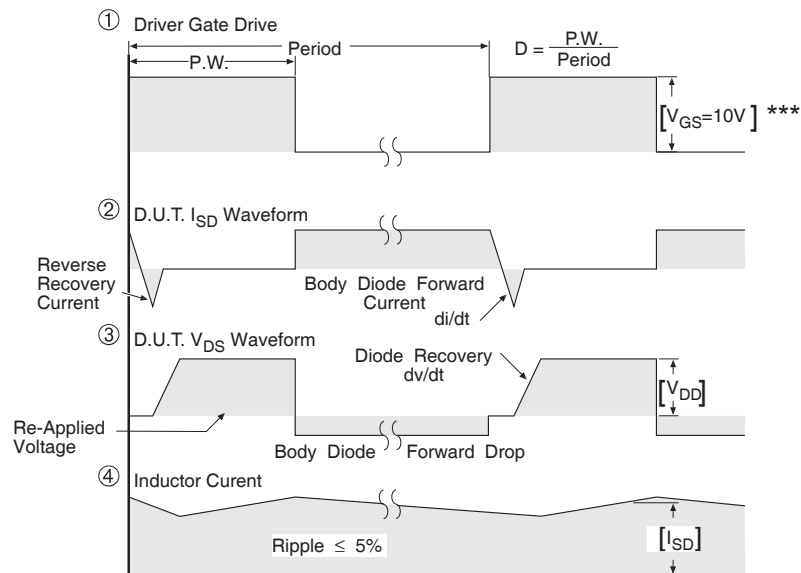 ① Driver Gate Drive
P.W.
Period
D = P.W. / Period
[VGS=10V] ***
② D.U.T. ISD Waveform
Reverse
Recovery
Current
Body Diode Forward
Current
di/dt
③ D.U.T. VDS Waveform
Diode Recovery
dv/dt
[VDD]
Re-Applied
Voltage
Body Diode
Forward Drop
④ Inductor Curent
Ripple ≤ 5%
[ISD]